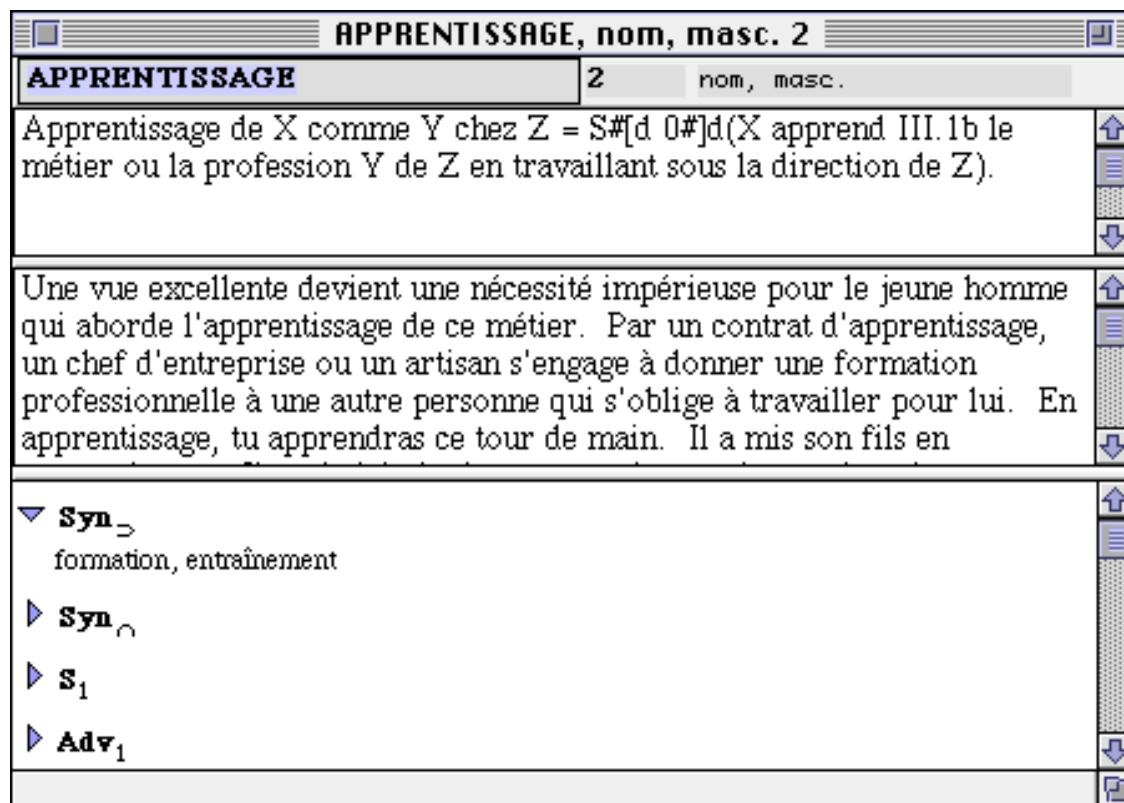 APPRENTISSAGE, nom, masc. 2
APPRENTISSAGE 2 nom, masc.
Apprentissage de X comme Y chez Z = S#[d 0#]d(X apprend III.1b le
métier ou la profession Y de Z en travaillant sous la direction de Z).
Une vue excellente devient une nécessité impérieuse pour le jeune homme
qui aborde l'apprentissage de ce métier. Par un contrat d'apprentissage,
un chef d'entreprise ou un artisan s'engage à donner une formation
professionnelle à une autre personne qui s'oblige à travailler pour lui. En
apprentissage, tu apprendras ce tour de main. Il a mis son fils en
Syn⊃
formation, entraînement
Syn∩
S1
Adv1